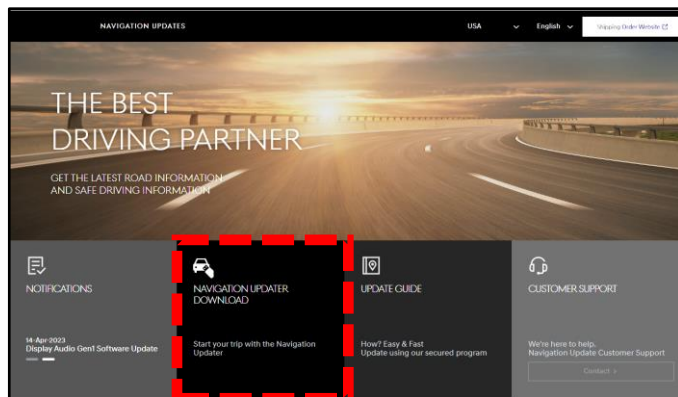 NAVIGATION UPDATES
USA
English
Shipping Order Website
THE BEST
DRIVING PARTNER
GET THE LATEST ROAD INFORMATION
AND SAFE DRIVING INFORMATION
NOTIFICATIONS
14-Apr-2023
Display Audio Gen1 Software Update
NAVIGATION UPDATER
DOWNLOAD
Start your trip with the Navigation
Updater
UPDATE GUIDE
How? Easy & Fast
Update using our secured program
CUSTOMER SUPPORT
We're here to help.
Navigation Update Customer Support
Contact >